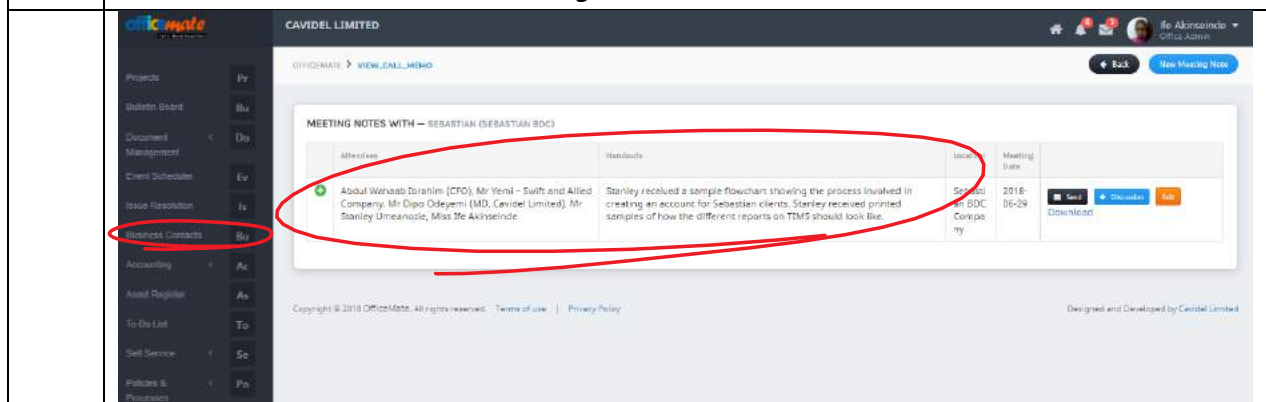 officemate
CAVIDEL LIMITED
Ife Akinseinde
Office Admin
OFFICEMATE > VIEW_CALL_MEMO
Back
New Meeting Note
Projects Pr
Bulletin Board Bu
Document
Management
Do
Event Scheduler Ev
Issue Resolution Is
Business Contacts Bu
Accounting Ac
Asset Register As
To-Do List To
Self Service Se
Policies &
Processes
Po
MEETING NOTES WITH — SEBASTIAN (SEBASTIAN BDC)
Attendees
Handouts
Location
Meeting
Date
Abdul Wahaab Ibrahim (CFO), Mr Yemi – Swift and Allied
Company, Mr Dipo Odeyemi (MD, Cavidel Limited), Mr
Stanley Umeanozie, Miss Ife Akinseinde
Stanley received a sample flowchart showing the process involved in
creating an account for Sebastian clients. Stanley received printed
samples of how the different reports on TIMS should look like.
Sebasti
an BDC
Compa
ny
2018-
06-29
Send
Discussion
Edit
Download
Copyright © 2018 OfficeMate. All rights reserved. Terms of use | Privacy Policy
Designed and Developed by Cavidel Limited